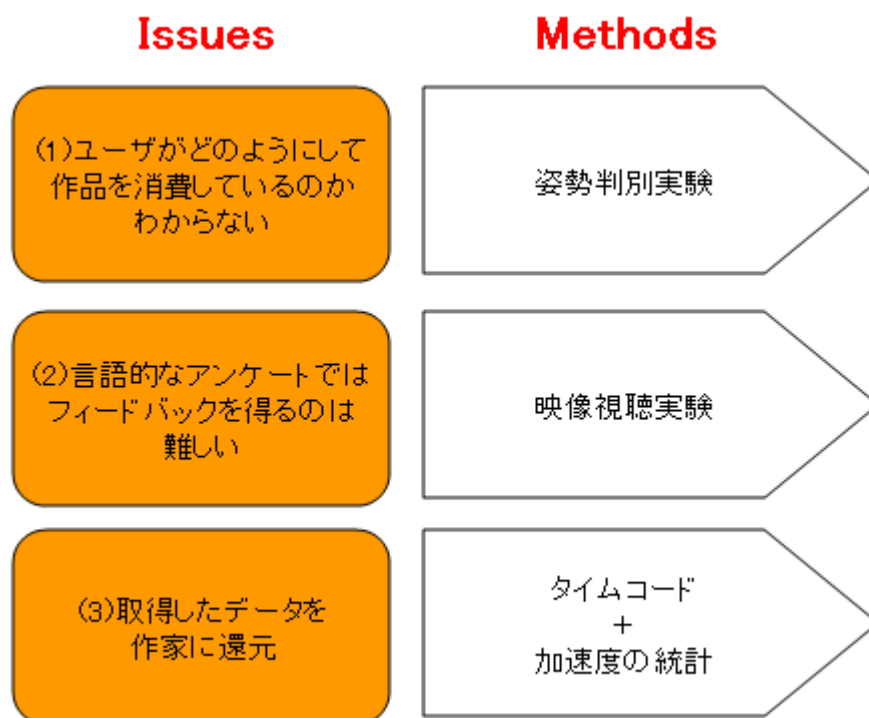 Issues
Methods
(1)ユーザがどのようにして
作品を消費しているのか
わからない
姿勢判別実験
(2)言語的なアンケートでは
フィードバックを得るのは
難しい
映像視聴実験
(3)取得したデータを
作家に還元
タイムコード
+
加速度の統計